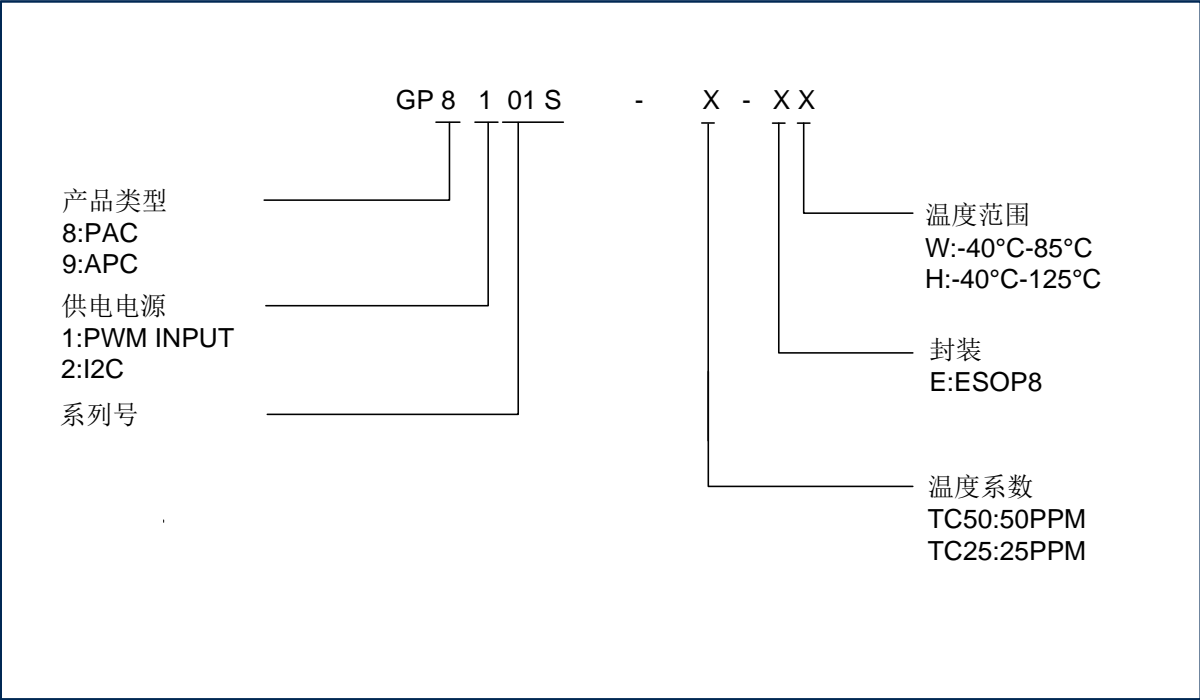 GP 8 1 01 S - X - X X
产品类型
8:PAC
9:APC
供电电源
1:PWM INPUT
2:I2C
系列号
温度范围
W:-40°C-85°C
H:-40°C-125°C
封装
E:ESOP8
温度系数
TC50:50PPM
TC25:25PPM